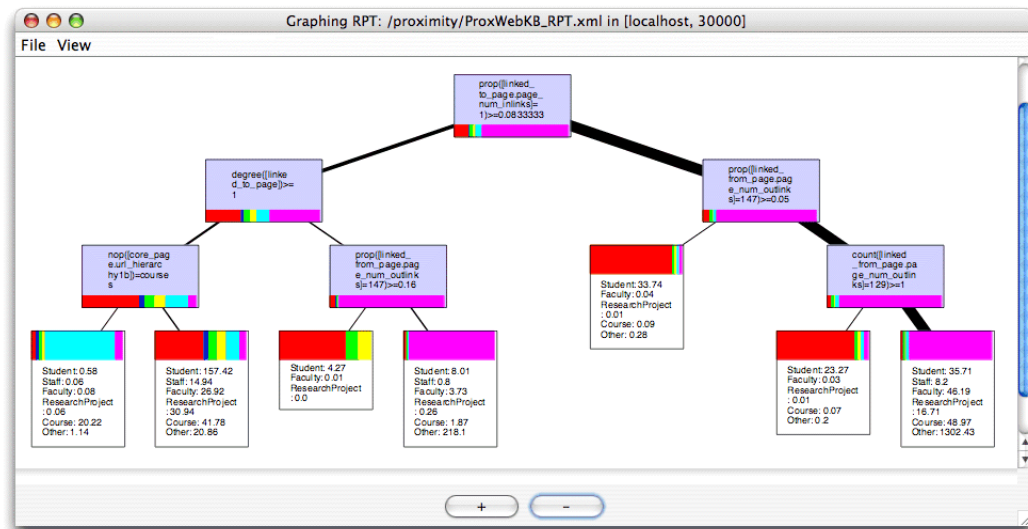 Graphing RPT: /proximity/ProxWebKB_RPT.xml in [localhost, 30000]
File View
prop([linked_
to_page.page_
num_inlinks]=
1)>=0.0833333
degree([linke
d_to_page])>=
1
prop([linked_
from_page.pag
e_num_outlin
ks]=147)>=0.05
nop([core_pag
e.url_hierarc
hy1b])=course
s
prop([linked_
from_page.pag
e_num_outlink
s]=147)>=0.16
count([linked
_from_page.pa
ge_num_outlin
ks]=129)>=1
Student: 33.74
Faculty: 0.04
ResearchProject
: 0.01
Course: 0.09
Other: 0.28
Student: 0.58
Staff: 0.06
Faculty: 0.08
ResearchProject
: 0.06
Course: 20.22
Other: 1.14
Student: 157.42
Staff: 14.94
Faculty: 26.92
ResearchProject
: 30.94
Course: 41.78
Other: 20.86
Student: 4.27
Faculty: 0.01
ResearchProject
: 0.0
Student: 8.01
Staff: 0.8
Faculty: 3.73
ResearchProject
: 0.26
Course: 1.87
Other: 218.1
Student: 23.27
Faculty: 0.03
ResearchProject
: 0.01
Course: 0.07
Other: 0.2
Student: 35.71
Staff: 8.2
Faculty: 46.19
ResearchProject
: 16.71
Course: 48.97
Other: 1302.43
+ -